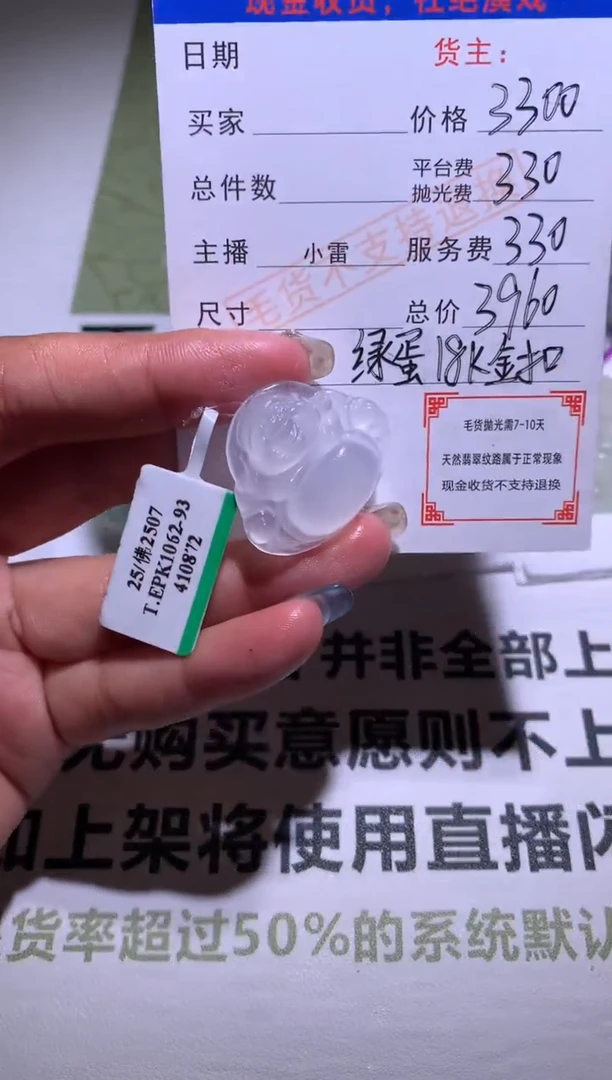 现金收货，杜绝演戏
日期 货主：
买家 价格 3300
总件数 平台费 抛光费 330
主播 小雷 服务费 330
毛货不支持退换
尺寸 总价 3960
绿蛋18K金扣
毛货抛光需7-10天
天然翡翠纹路属于正常现象
现金收货不支持退换
25/佛2507
T.EPK1062-93
410872
并非全部上
无购买意愿则不上
如上架将使用直播闪
货率超过50%的系统默认